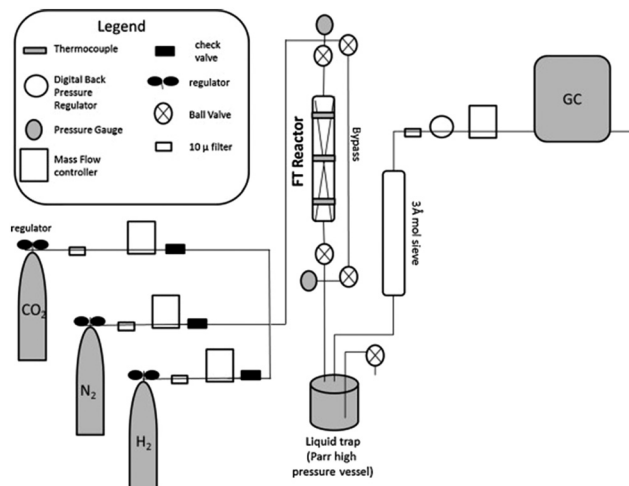 Legend
Thermocouple
Digital Back
Pressure
Regulator
Pressure Gauge
Mass Flow
controller
check
valve
regulator
Ball Valve
10 μ filter
regulator
CO₂
N₂
H₂
FT Reactor
Bypass
Liquid trap
(Parr high
pressure vessel)
3Å mol sieve
GC